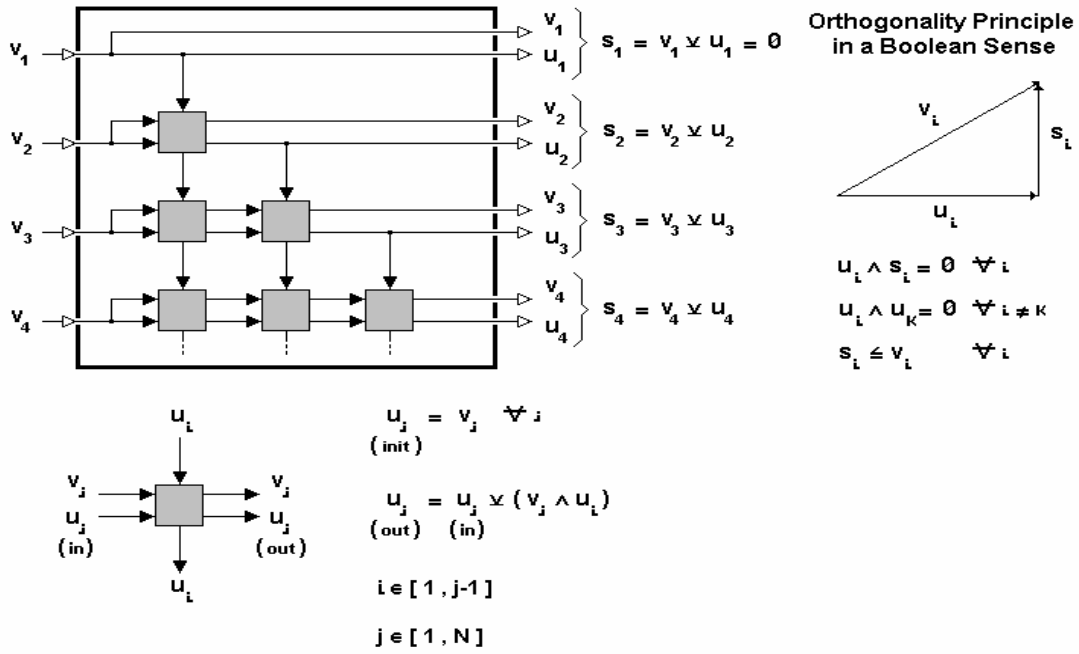 Orthogonality Principle
in a Boolean Sense
v₁
v₁
u₁
s₁ = v₁ ⊻ u₁ = 0
v₂
v₂
u₂
s₂ = v₂ ⊻ u₂
v₃
v₃
u₃
s₃ = v₃ ⊻ u₃
v₄
v₄
u₄
s₄ = v₄ ⊻ u₄
vᵢ
sᵢ
uᵢ
uᵢ ∧ sᵢ = 0 ∀ i
uᵢ ∧ uₖ = 0 ∀ i ≠ k
sᵢ ≤ vᵢ ∀ i
uᵢ
vⱼ
vⱼ
uⱼ
(in)
uⱼ
(out)
uᵢ
uⱼ = vⱼ ∀ j
(init)
uⱼ = uⱼ ⊻ (vⱼ ∧ uᵢ)
(out) (in)
i ∈ [ 1 , j-1 ]
j ∈ [ 1 , N ]